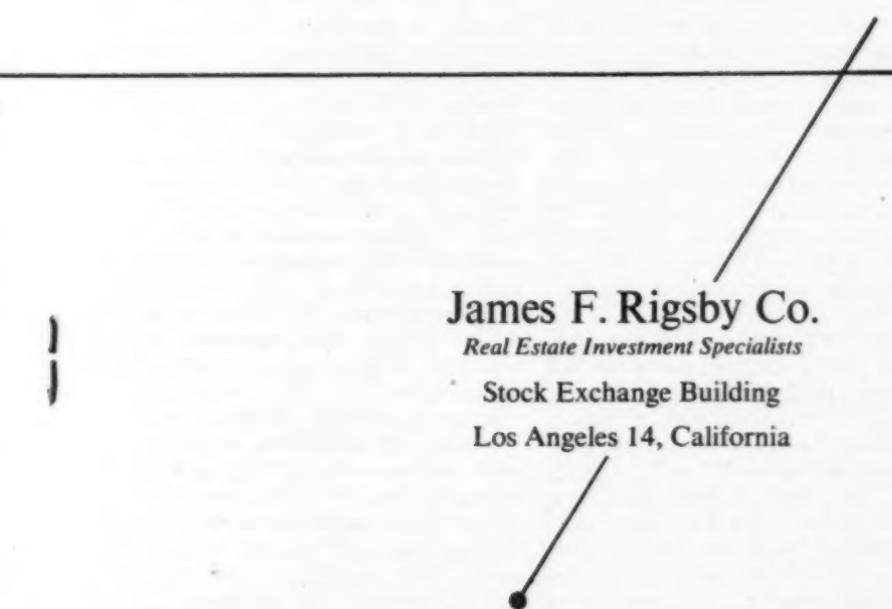 James F. Rigsby Co.
Real Estate Investment Specialists
Stock Exchange Building
Los Angeles 14, California